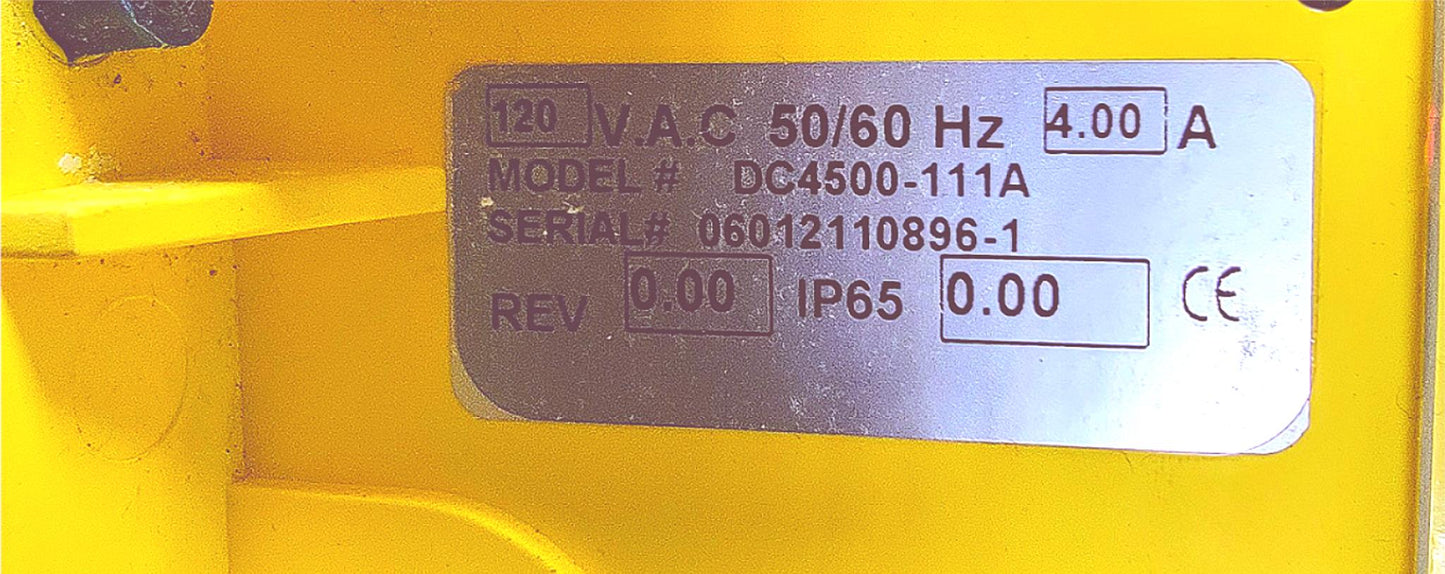 120 V.A.C 50/60 Hz 4.00 A
MODEL # DC4500-111A
SERIAL# 06012110896-1
REV 0.00 IP65 0.00 CE